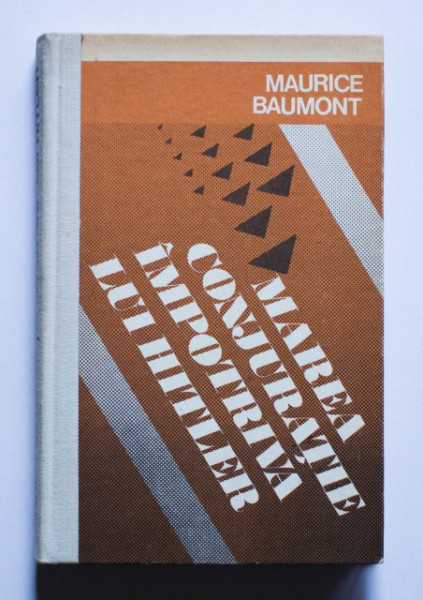 MAURICE
BAUMONT
MAREA
CONJURAȚIE
ÎMPOTRIVA
LUI HITLER